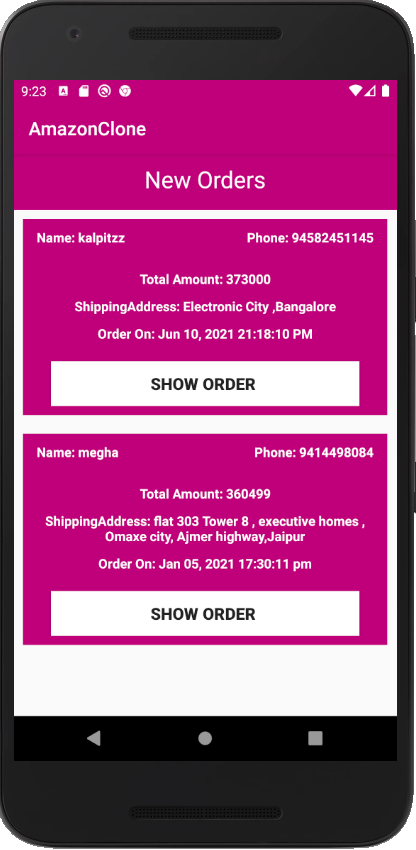 9:23
AmazonClone
New Orders
Name: kalpitzz Phone: 94582451145
Total Amount: 373000
ShippingAddress: Electronic City ,Bangalore
Order On: Jun 10, 2021 21:18:10 PM
SHOW ORDER
Name: megha Phone: 9414498084
Total Amount: 360499
ShippingAddress: flat 303 Tower 8 , executive homes ,
Omaxe city, Ajmer highway,Jaipur
Order On: Jan 05, 2021 17:30:11 pm
SHOW ORDER